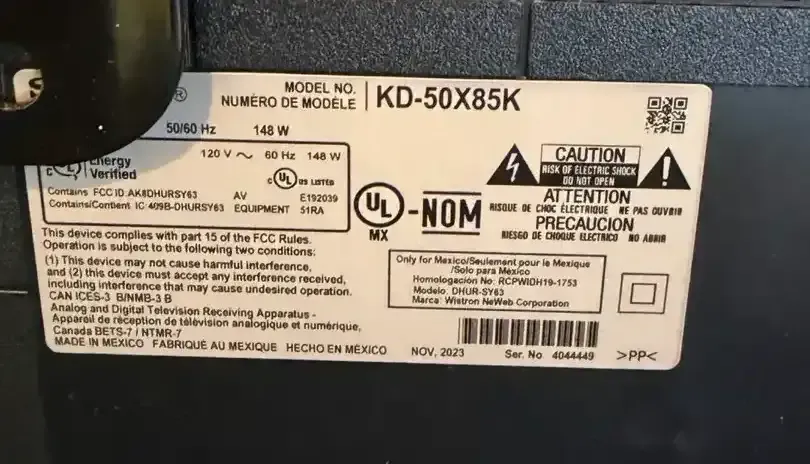 MODEL NO.
NUMÉRO DE MODÈLE
KD-50X85K
®
50/60 Hz 148 W
120 V ~ 60 Hz 148 W
Energy
Verified
C UL US LISTED
Contains FCC ID: AK8DHURSY63
Contains/Contient IC: 409B-DHURSY63
AV
EQUIPMENT
E192039
51RA
UL
MX
-NOM
CAUTION
RISK OF ELECTRIC SHOCK
DO NOT OPEN
ATTENTION
RISQUE DE CHOC ÉLECTRIQUE NE PAS OUVRIR
PRECAUCION
RIESGO DE CHOQUE ELECTRICO NO ABRIR
This device complies with part 15 of the FCC Rules.
Operation is subject to the following two conditions:
(1) This device may not cause harmful interference,
and (2) this device must accept any interference received,
including interference that may cause undesired operation.
CAN ICES-3 B/NMB-3 B
Analog and Digital Television Receiving Apparatus -
Appareil de réception de télévision analogique et numérique,
Canada BETS-7 / NTMR-7
MADE IN MEXICO FABRIQUÉ AU MEXIQUE HECHO EN MÉXICO
Only for Mexico/Seulement pour le Mexique
/Solo para México
Homologación No: RCPWIDH19-1753
Modelo: DHUR-SY63
Marca: Wistron NeWeb Corporation
NOV, 2023
Ser. No 4044449
>PP<